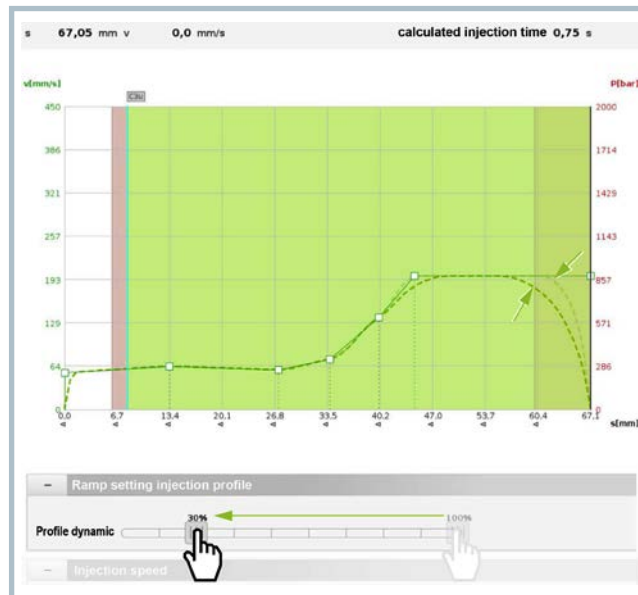 s 67,05 mm v 0,0 mm/s calculated injection time 0,75 s
v[mm/s] P[bar]
C3U
450 2000
386 1714
321 1429
257 1143
193 857
129 571
64 286
0
0,0 6,7 13,4 20,1 26,8 33,5 40,2 47,0 53,7 60,4 67,1 s[mm]
− Ramp setting injection profile
30% 100%
Profile dynamic
− Injection speed